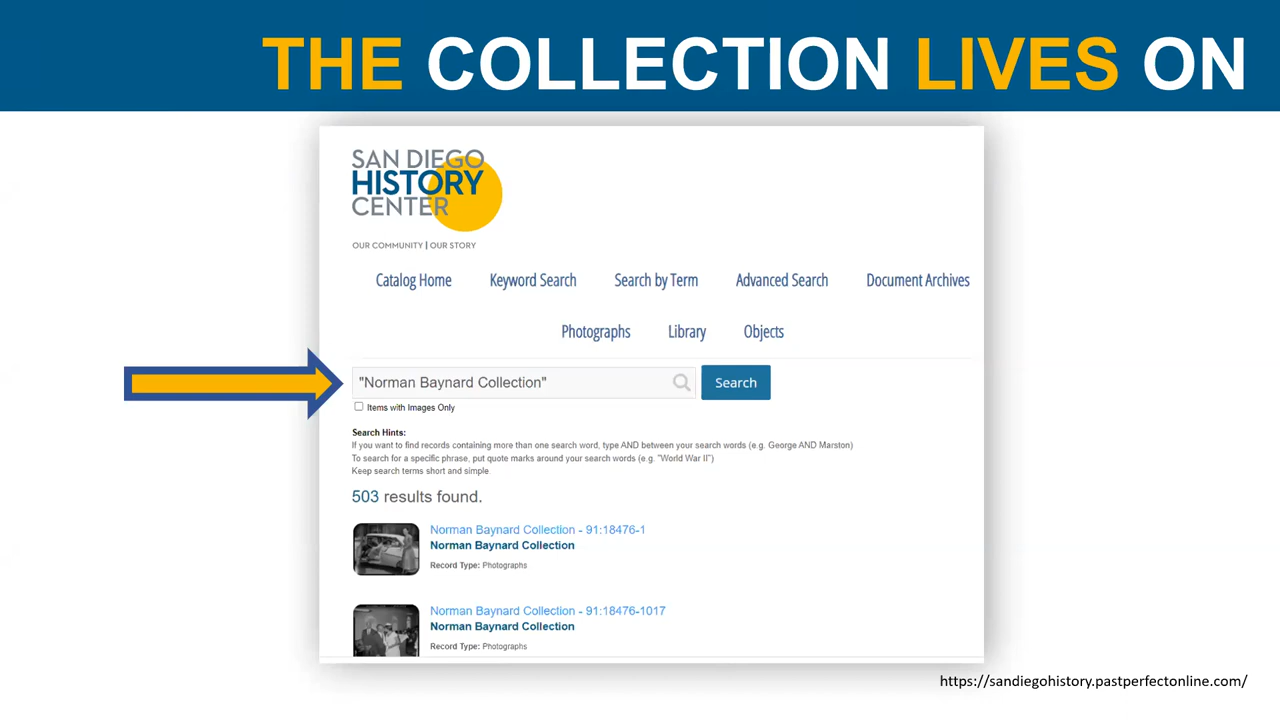 THE COLLECTION LIVES ON
SAN DIEGO
HISTORY
CENTER
OUR COMMUNITY | OUR STORY
Catalog Home Keyword Search Search by Term Advanced Search Document Archives
Photographs Library Objects
"Norman Baynard Collection" Search
Items with Images Only
Search Hints:
If you want to find records containing more than one search word, type AND between your search words (e.g. George AND Marston)
To search for a specific phrase, put quote marks around your search words (e.g. "World War II")
Keep search terms short and simple.
503 results found.
Norman Baynard Collection - 91:18476-1
Norman Baynard Collection
Record Type: Photographs
Norman Baynard Collection - 91:18476-1017
Norman Baynard Collection
Record Type: Photographs
https://sandiegohistory.pastperfectonline.com/